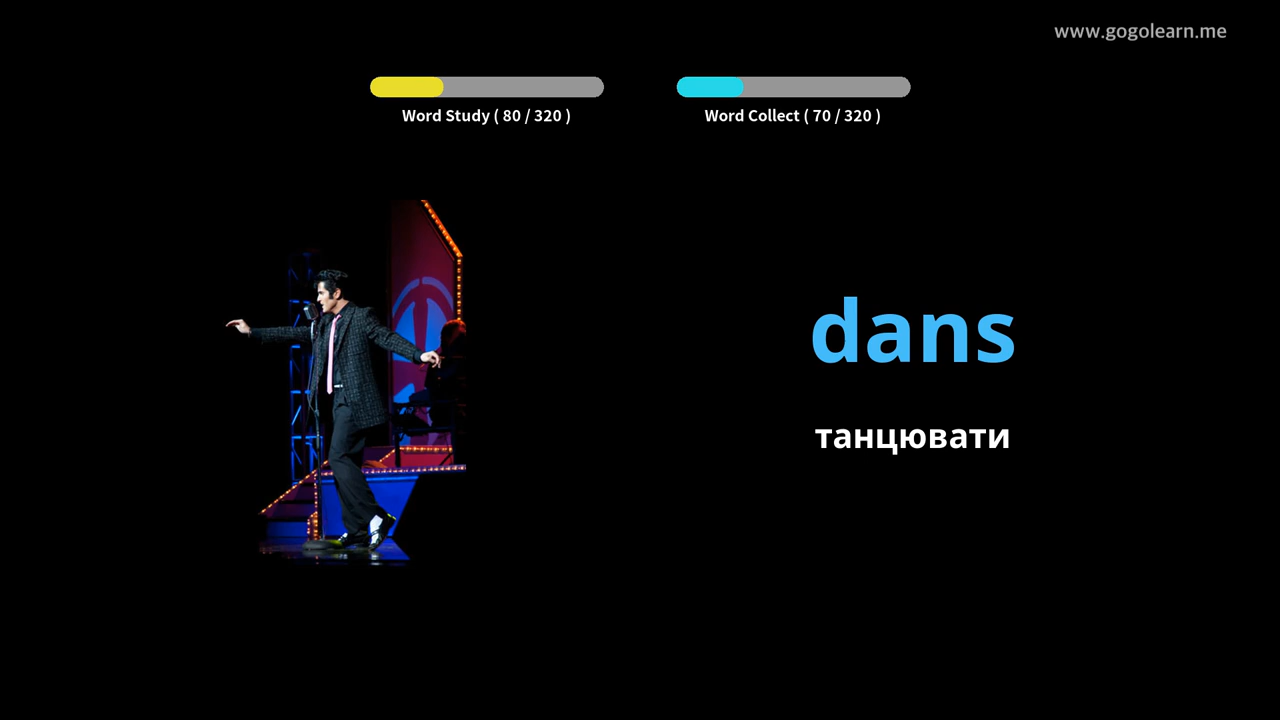 www.gogolearn.me
Word Study ( 80 / 320 )
Word Collect ( 70 / 320 )
dans
танцювати